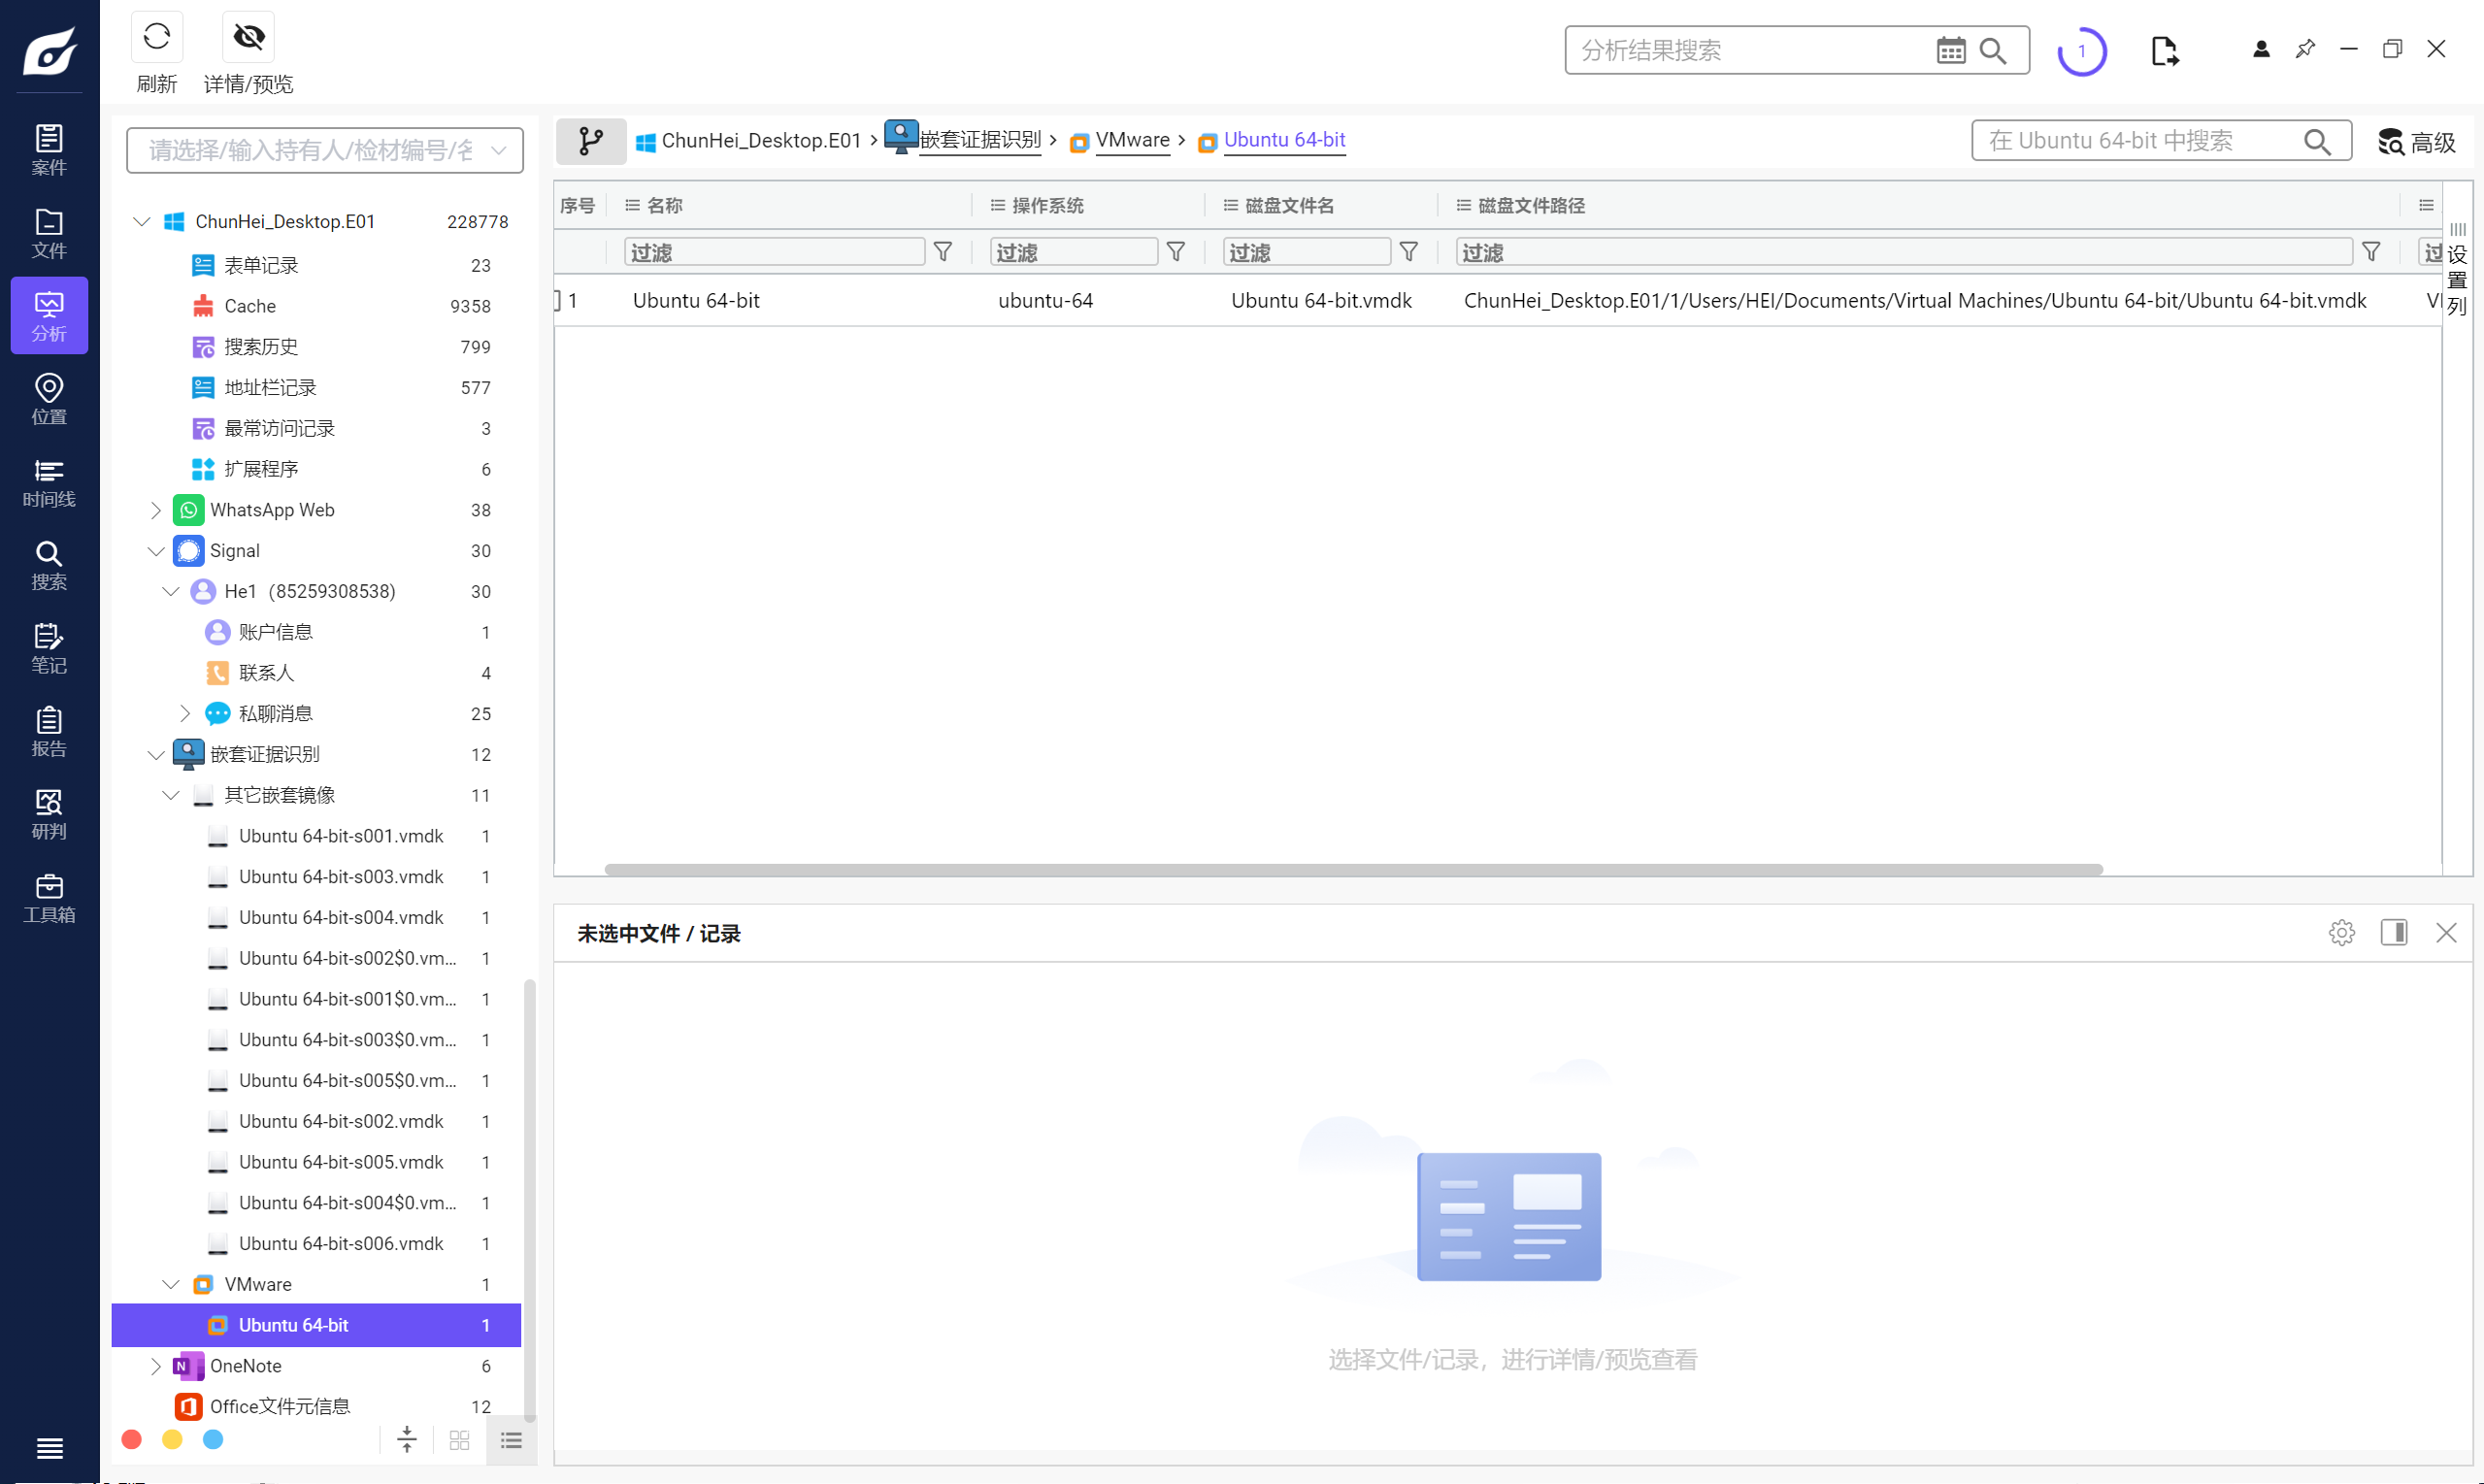 刷新
详情/预览
分析结果搜索
1
案件
文件
分析
位置
时间线
搜索
笔记
报告
研判
工具箱
请选择/输入持有人/检材编号/名
ChunHei_Desktop.E01 228778
表单记录 23
Cache 9358
搜索历史 799
地址栏记录 577
最常访问记录 3
扩展程序 6
WhatsApp Web 38
Signal 30
He1（85259308538） 30
账户信息 1
联系人 4
私聊消息 25
嵌套证据识别 12
其它嵌套镜像 11
Ubuntu 64-bit-s001.vmdk 1
Ubuntu 64-bit-s003.vmdk 1
Ubuntu 64-bit-s004.vmdk 1
Ubuntu 64-bit-s002$0.vm... 1
Ubuntu 64-bit-s001$0.vm... 1
Ubuntu 64-bit-s003$0.vm... 1
Ubuntu 64-bit-s005$0.vm... 1
Ubuntu 64-bit-s002.vmdk 1
Ubuntu 64-bit-s005.vmdk 1
Ubuntu 64-bit-s004$0.vm... 1
Ubuntu 64-bit-s006.vmdk 1
VMware 1
Ubuntu 64-bit 1
OneNote 6
Office文件元信息 12
ChunHei_Desktop.E01 › 嵌套证据识别 › VMware › Ubuntu 64-bit
在 Ubuntu 64-bit 中搜索
高级
序号 名称 操作系统 磁盘文件名 磁盘文件路径
过滤 过滤 过滤 过滤 过
1 Ubuntu 64-bit ubuntu-64 Ubuntu 64-bit.vmdk ChunHei_Desktop.E01/1/Users/HEI/Documents/Virtual Machines/Ubuntu 64-bit/Ubuntu 64-bit.vmdk
设置列
未选中文件 / 记录
选择文件/记录，进行详情/预览查看